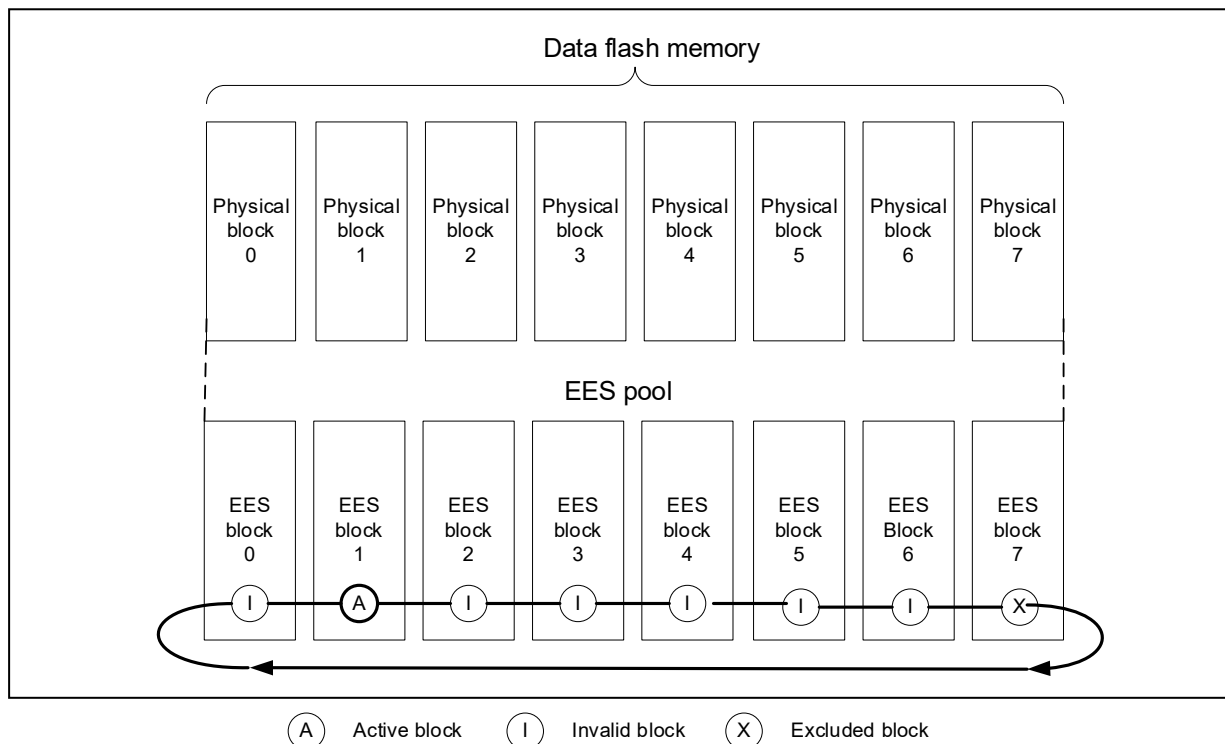 Data flash memory
Physical block 0
Physical block 1
Physical block 2
Physical block 3
Physical block 4
Physical block 5
Physical block 6
Physical block 7
EES pool
EES block 0
EES block 1
EES block 2
EES block 3
EES block 4
EES block 5
EES Block 6
EES block 7
I
A
I
I
I
I
I
X
A Active block
I Invalid block
X Excluded block